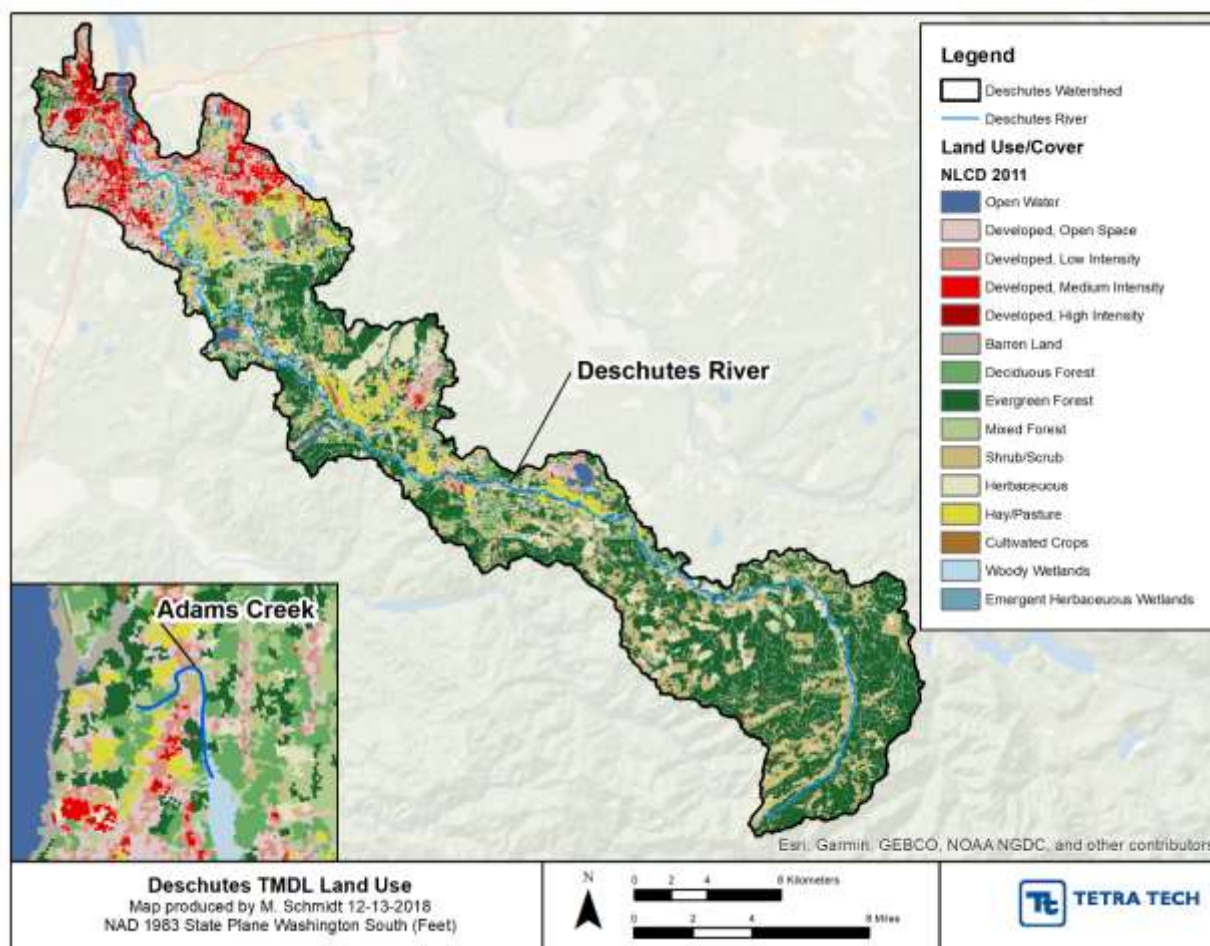 Legend
Deschutes Watershed
Deschutes River
Land Use/Cover
NLCD 2011
Open Water
Developed, Open Space
Developed, Low Intensity
Developed, Medium Intensity
Developed, High Intensity
Barren Land
Deciduous Forest
Evergreen Forest
Mixed Forest
Shrub/Scrub
Herbaceuous
Hay/Pasture
Cultivated Crops
Woody Wetlands
Emergent Herbaceuous Wetlands
Deschutes River
Adams Creek
Esri, Garmin, GEBCO, NOAA NGDC, and other contributors
Deschutes TMDL Land Use
Map produced by M. Schmidt 12-13-2018
NAD 1983 State Plane Washington South (Feet)
N
0 2 4 8 Kilometers
0 2 4 8 Miles
Tt TETRA TECH